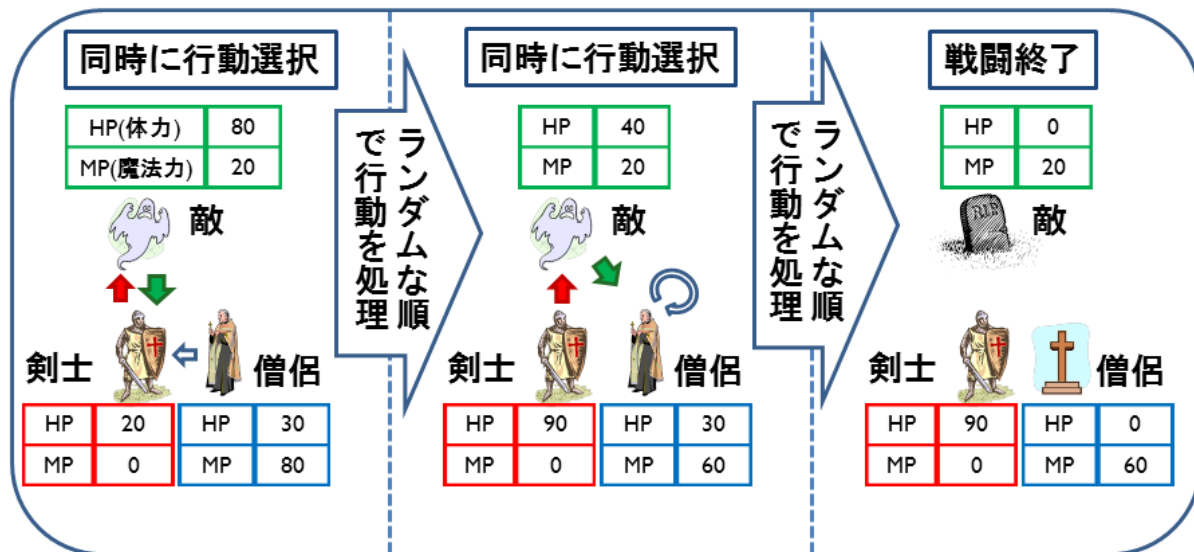 同時に行動選択
HP(体力) 80
MP(魔法力) 20
敵
剣士
僧侶
HP 20 HP 30
MP 0 MP 80
ランダムな順
で行動を処理
同時に行動選択
HP 40
MP 20
敵
剣士
僧侶
HP 90 HP 30
MP 0 MP 60
ランダムな順
で行動を処理
戦闘終了
HP 0
MP 20
RIP
敵
剣士
僧侶
HP 90 HP 0
MP 0 MP 60